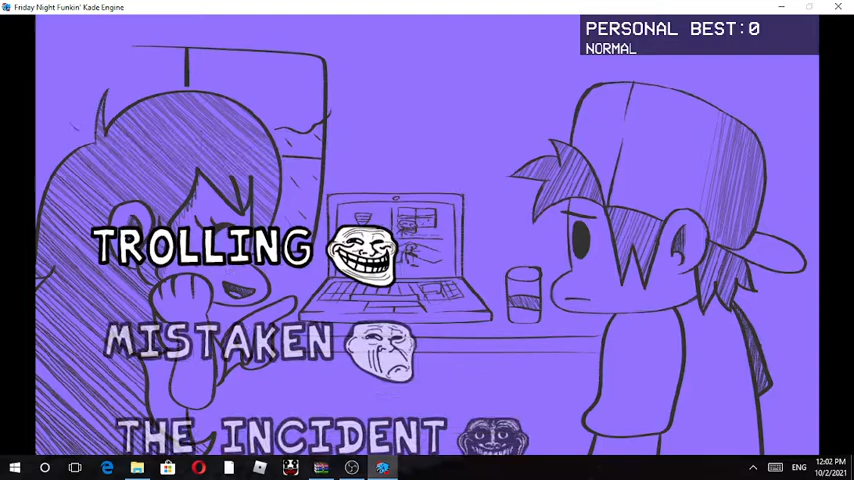 Friday Night Funkin' Kade Engine
PERSONAL BEST:0
NORMAL
TROLLING
MISTAKEN
THE INCIDENT
ENG
12:02 PM
10/2/2021